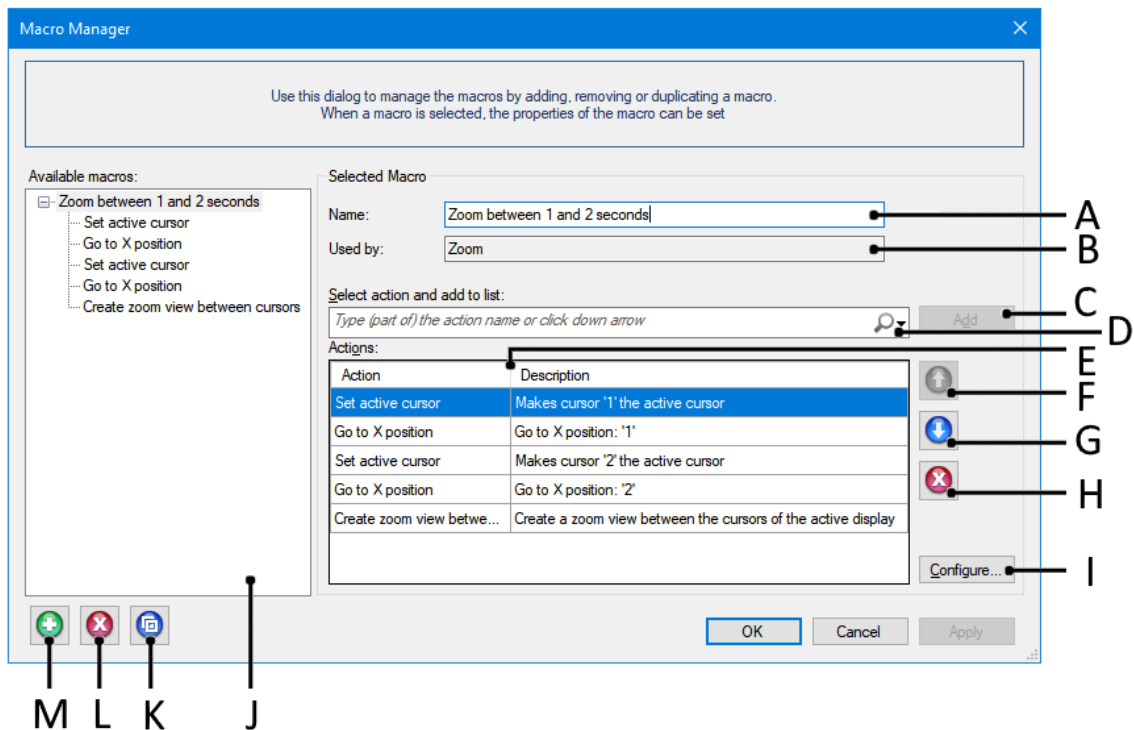 Macro Manager
Use this dialog to manage the macros by adding, removing or duplicating a macro.
When a macro is selected, the properties of the macro can be set
Available macros:
Zoom between 1 and 2 seconds
Set active cursor
Go to X position
Set active cursor
Go to X position
Create zoom view between cursors
Selected Macro
Name: Zoom between 1 and 2 seconds
A
Used by: Zoom
B
Select action and add to list:
Type (part of) the action name or click down arrow
Add
C
D
Actions:
E
Action Description
Set active cursor Makes cursor '1' the active cursor
F
Go to X position Go to X position: '1'
G
Set active cursor Makes cursor '2' the active cursor
Go to X position Go to X position: '2'
H
Create zoom view betwe... Create a zoom view between the cursors of the active display
Configure...
I
OK Cancel Apply
M L K J